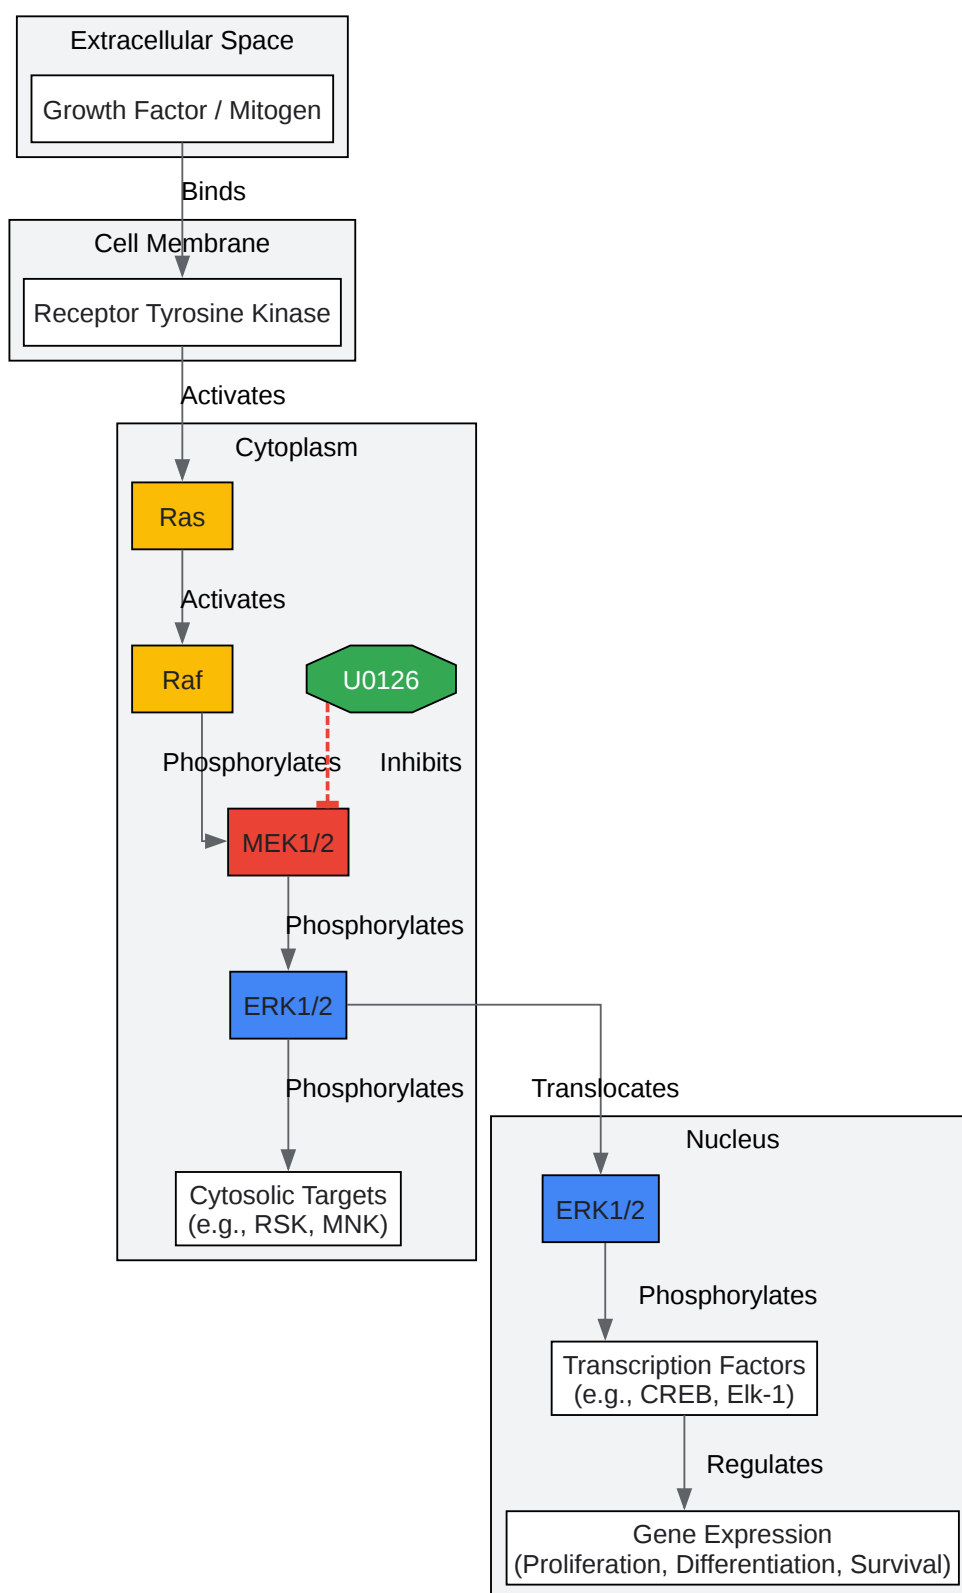 Extracellular Space
Growth Factor / Mitogen
Binds
Cell Membrane
Receptor Tyrosine Kinase
Activates
Cytoplasm
Ras
Activates
Raf
U0126
Phosphorylates
Inhibits
MEK1/2
Phosphorylates
ERK1/2
Phosphorylates
Translocates
Nucleus
Cytosolic Targets
(e.g., RSK, MNK)
ERK1/2
Phosphorylates
Transcription Factors
(e.g., CREB, Elk-1)
Regulates
Gene Expression
(Proliferation, Differentiation, Survival)